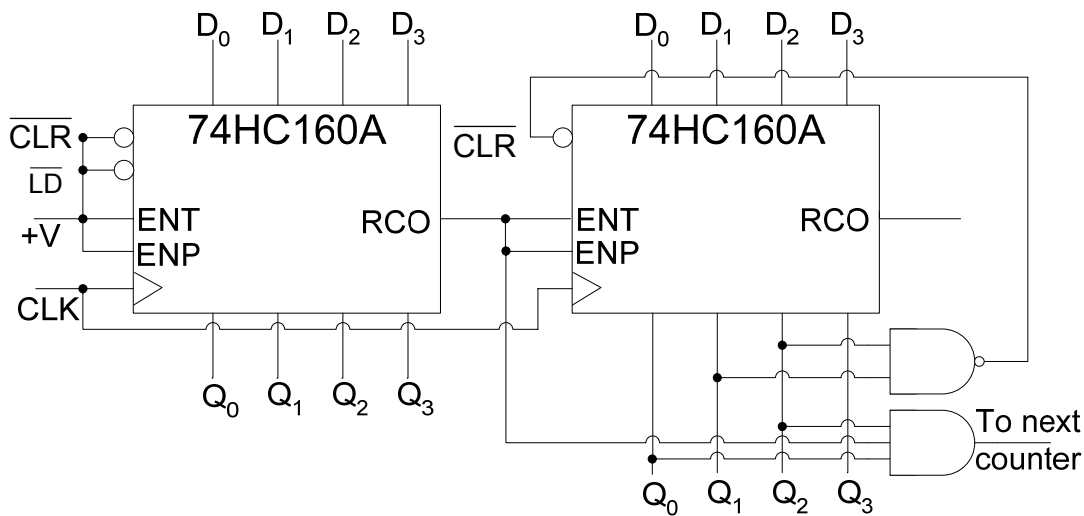 D0 D1 D2 D3
D0 D1 D2 D3
CLR
74HC160A
CLR
74HC160A
LD
+V
ENT
ENP
RCO
ENT
ENP
RCO
CLK
Q0 Q1 Q2 Q3
To next
counter
Q0 Q1 Q2 Q3